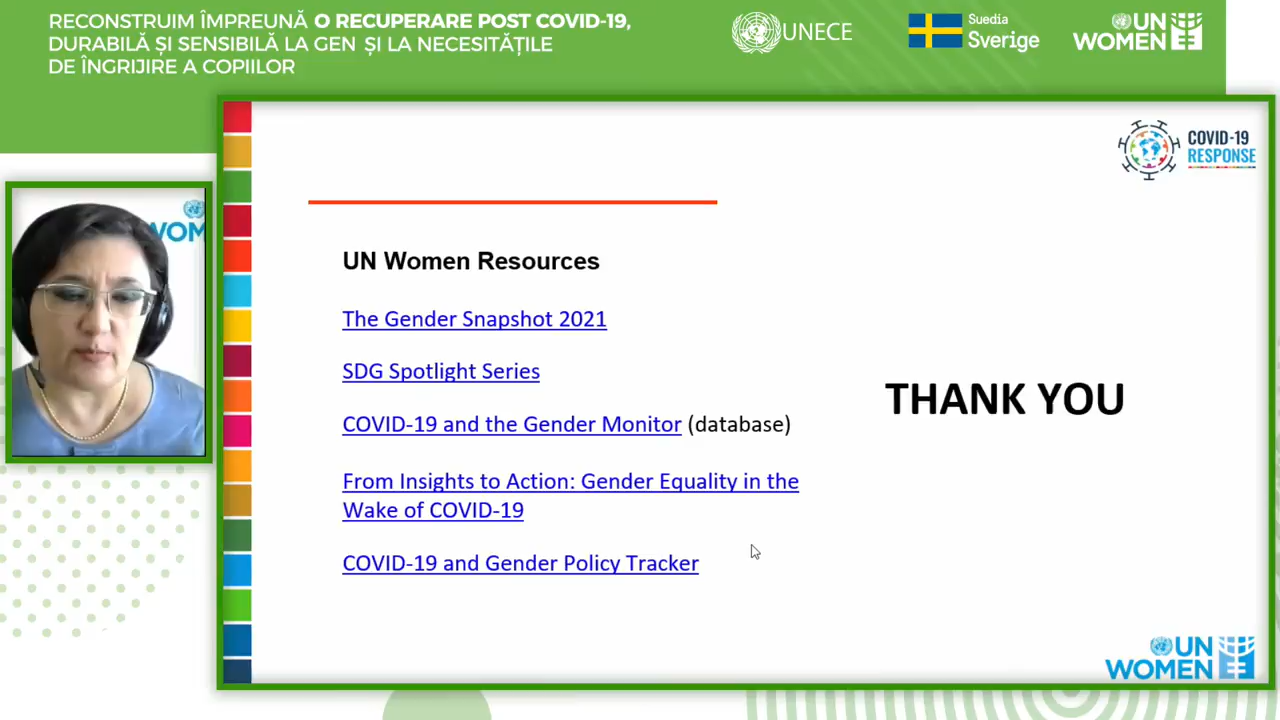 RECONSTRUIM ÎMPREUNĂ O RECUPERARE POST COVID-19,
DURABILĂ ȘI SENSIBILĂ LA GEN ȘI LA NECESITĂȚILE
DE ÎNGRIJIRE A COPIILOR
UNECE
Suedia
Sverige
UN
WOMEN
COVID-19
RESPONSE
WOM
UN Women Resources
The Gender Snapshot 2021
SDG Spotlight Series
COVID-19 and the Gender Monitor (database)
From Insights to Action: Gender Equality in the
Wake of COVID-19
COVID-19 and Gender Policy Tracker
THANK YOU
UN
WOMEN